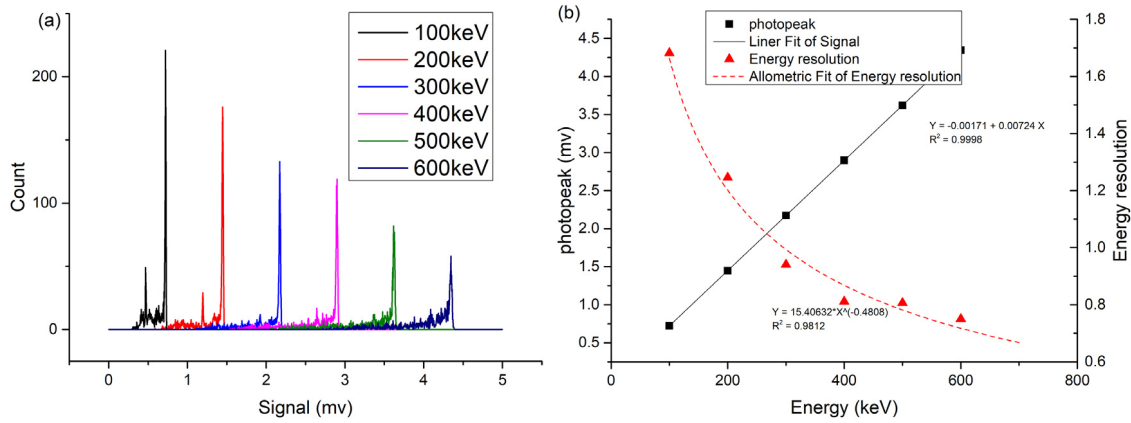 (a)
100keV
200keV
300keV
400keV
500keV
600keV
200
100
0
Count
0 1 2 3 4 5
Signal (mv)
(b)
photopeak
Liner Fit of Signal
Energy resolution
Allometric Fit of Energy resolution
4.5
4.0
3.5
3.0
2.5
2.0
1.5
1.0
0.5
photopeak (mv)
Y = -0.00171 + 0.00724 X
R² = 0.9998
Y = 15.40632*X^(-0.4808)
R² = 0.9812
1.8
1.6
1.4
1.2
1.0
0.8
0.6
Energy resolution
0 200 400 600 800
Energy (keV)